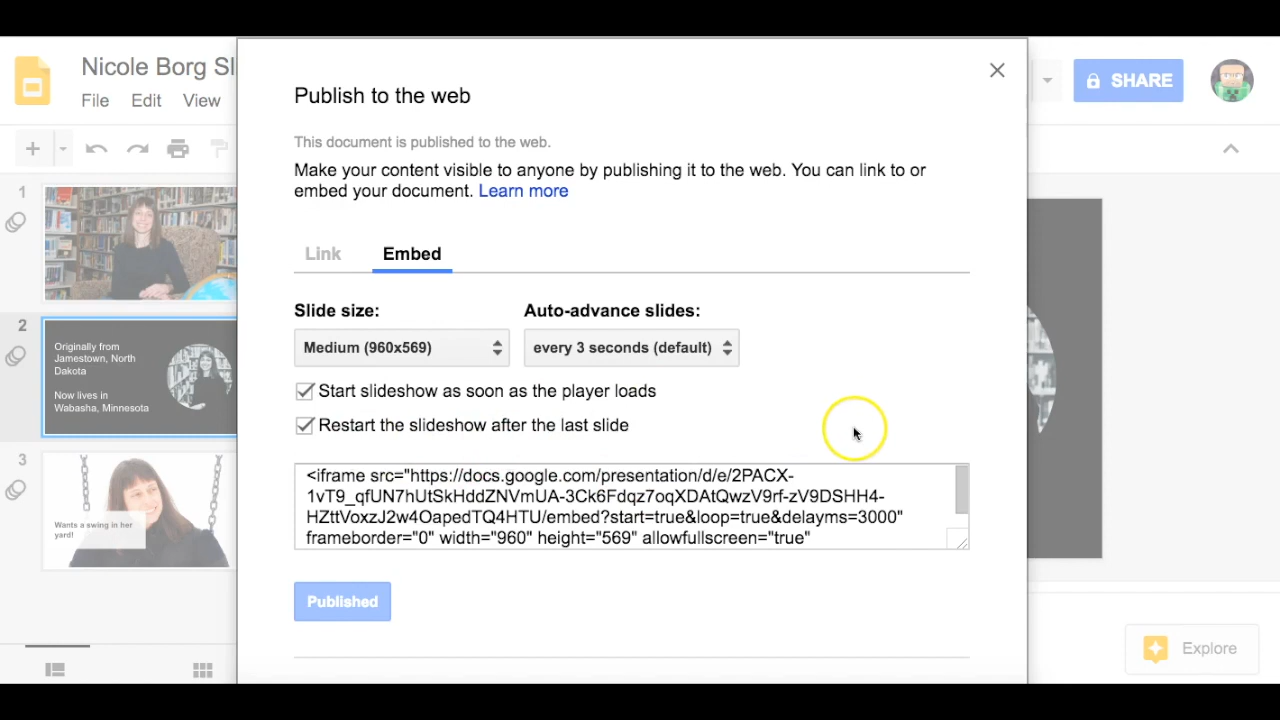 Nicole Borg Sl
File Edit View
SHARE
Publish to the web
This document is published to the web.
Make your content visible to anyone by publishing it to the web. You can link to or
embed your document. Learn more
Link Embed
Slide size: Auto-advance slides:
Medium (960x569) every 3 seconds (default)
Start slideshow as soon as the player loads
Restart the slideshow after the last slide
<iframe src="https://docs.google.com/presentation/d/e/2PACX-
1vT9_qfUN7hUtSkHddZNVmUA-3Ck6Fdqz7oqXDAtQwzV9rf-zV9DSHH4-
HZttVoxzJ2w4OapedTQ4HTU/embed?start=true&loop=true&delayms=3000"
frameborder="0" width="960" height="569" allowfullscreen="true"
Published
1
2
Originally from
Jamestown, North
Dakota
Now lives in
Wabasha, Minnesota
3
Wants a swing in her
yard!
Explore